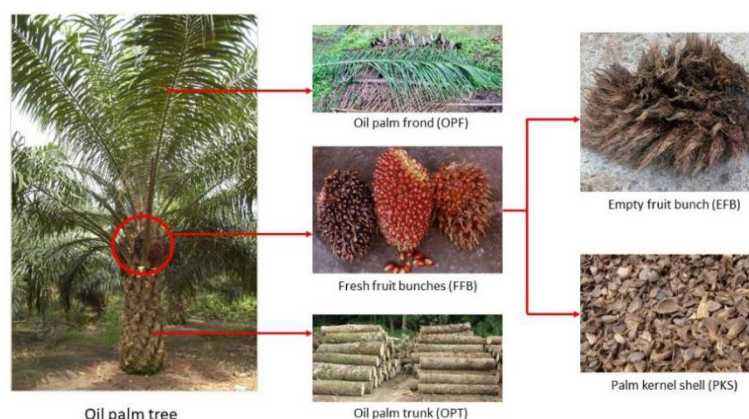 Oil palm frond (OPF)
Empty fruit bunch (EFB)
Fresh fruit bunches (FFB)
Palm kernel shell (PKS)
Oil palm tree
Oil palm trunk (OPT)